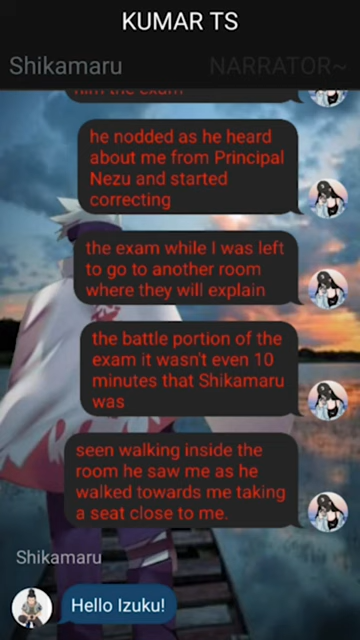 KUMAR TS
Shikamaru
NARRATOR~
him the exam
he nodded as he heard
about me from Principal
Nezu and started
correcting
the exam while I was left
to go to another room
where they will explain
the battle portion of the
exam it wasn't even 10
minutes that Shikamaru
was
seen walking inside the
room he saw me as he
walked towards me taking
a seat close to me.
Shikamaru
Hello Izuku!